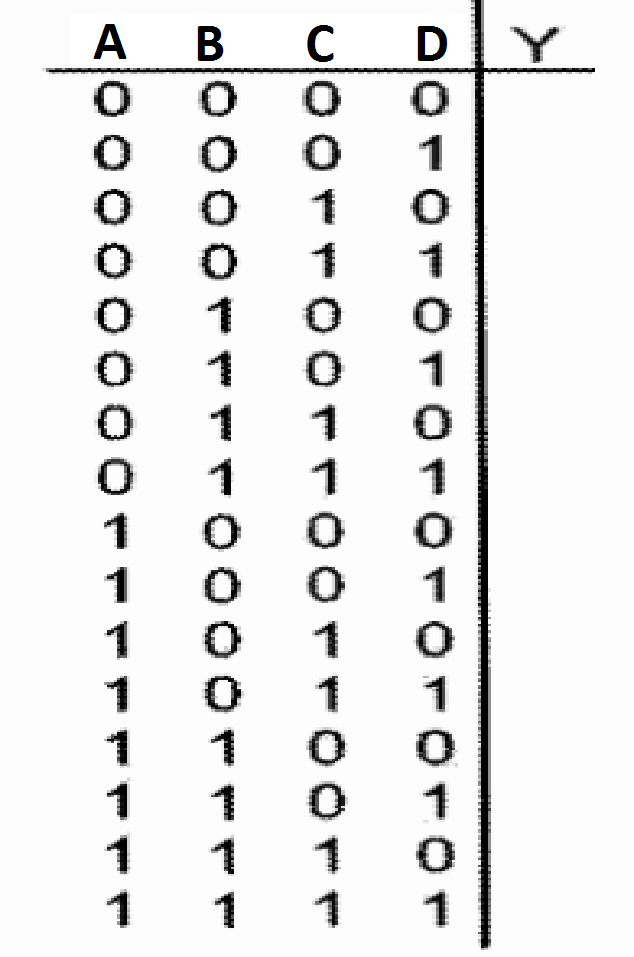 A B C D Y
0 0 0 0
0 0 0 1
0 0 1 0
0 0 1 1
0 1 0 0
0 1 0 1
0 1 1 0
0 1 1 1
1 0 0 0
1 0 0 1
1 0 1 0
1 0 1 1
1 1 0 0
1 1 0 1
1 1 1 0
1 1 1 1